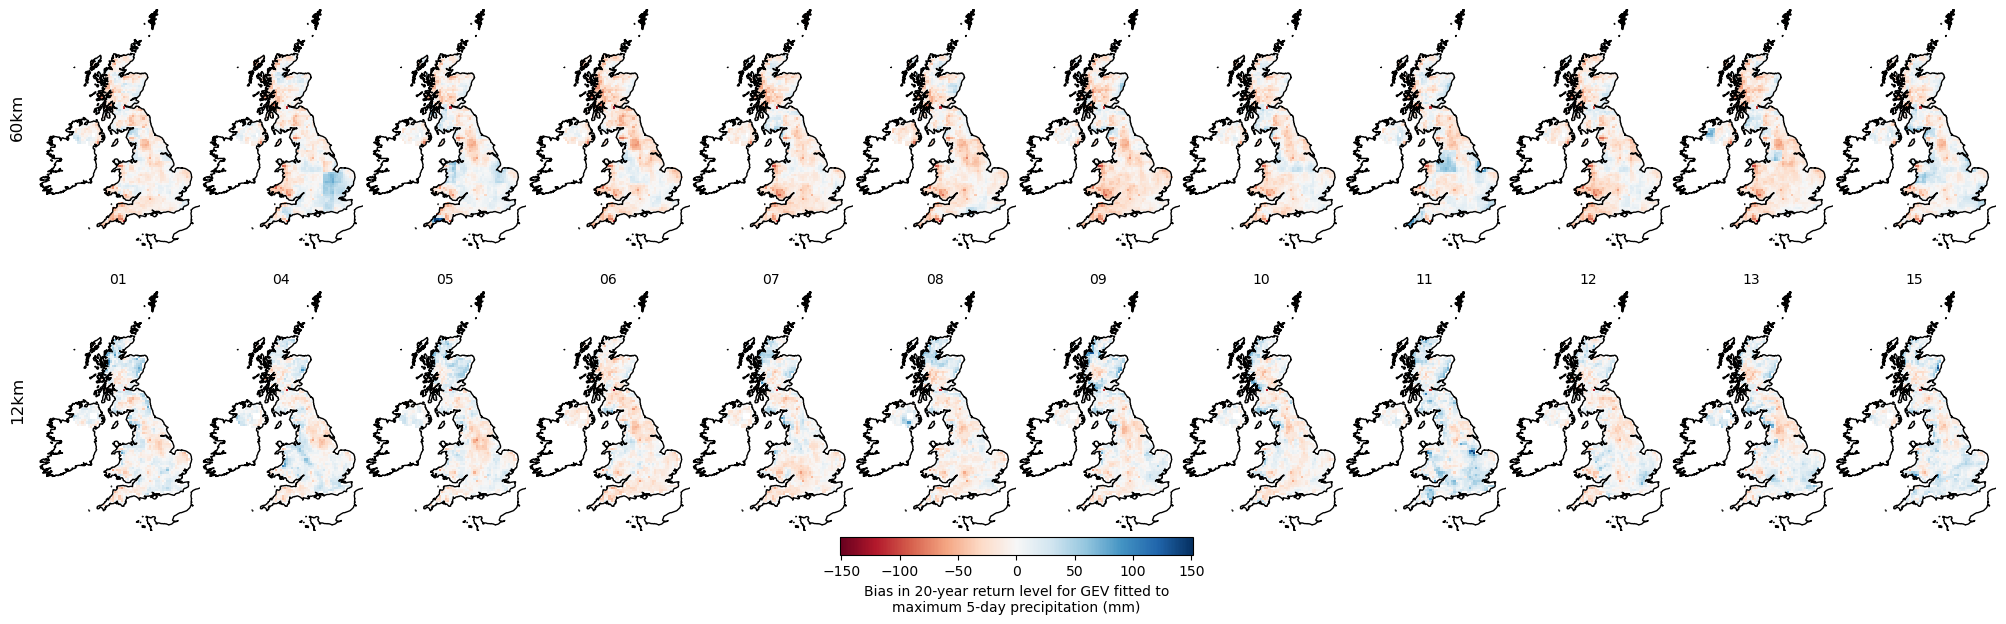 60km
01 04 05 06 07 08 09 10 11 12 13 15
12km
−150 −100 −50 0 50 100 150
Bias in 20-year return level for GEV fitted to
maximum 5-day precipitation (mm)